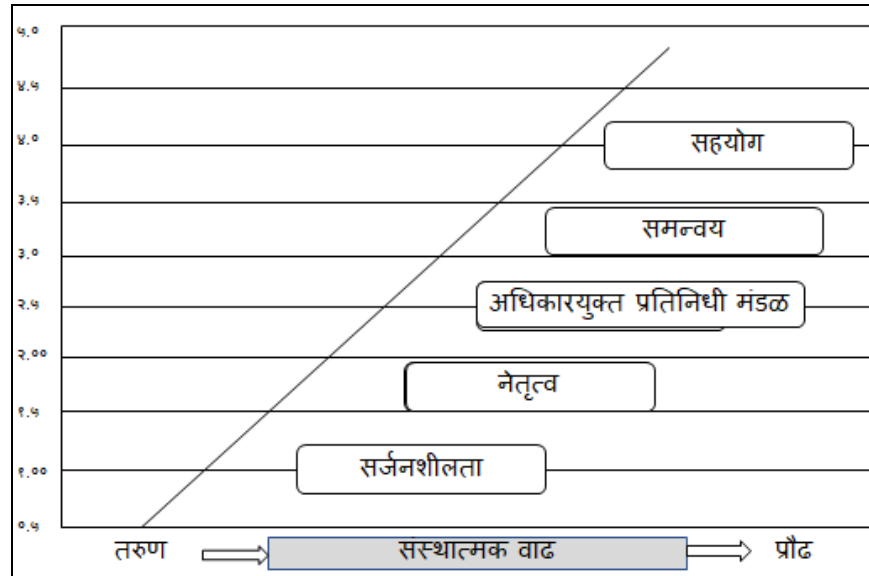 ५.०
४.५
४.० सहयोग
३.५
समन्वय
३.०
२.५ अधिकारयुक्त प्रतिनिधी मंडळ
२.००
नेतृत्व
१.५
१.०० सर्जनशीलता
०.५
तरुण संस्थात्मक वाढ प्रौढ